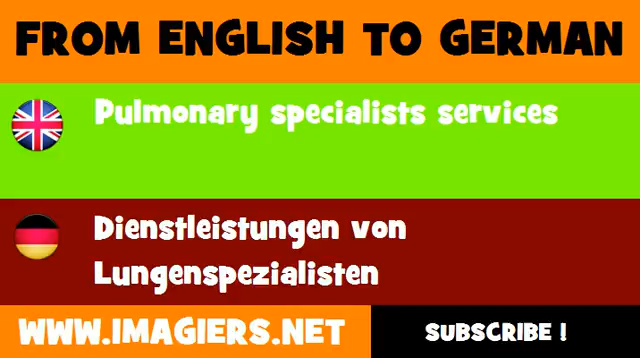 FROM ENGLISH TO GERMAN
Pulmonary specialists services
Dienstleistungen von
Lungenspezialisten
WWW.IMAGIERS.NET
SUBSCRIBE !